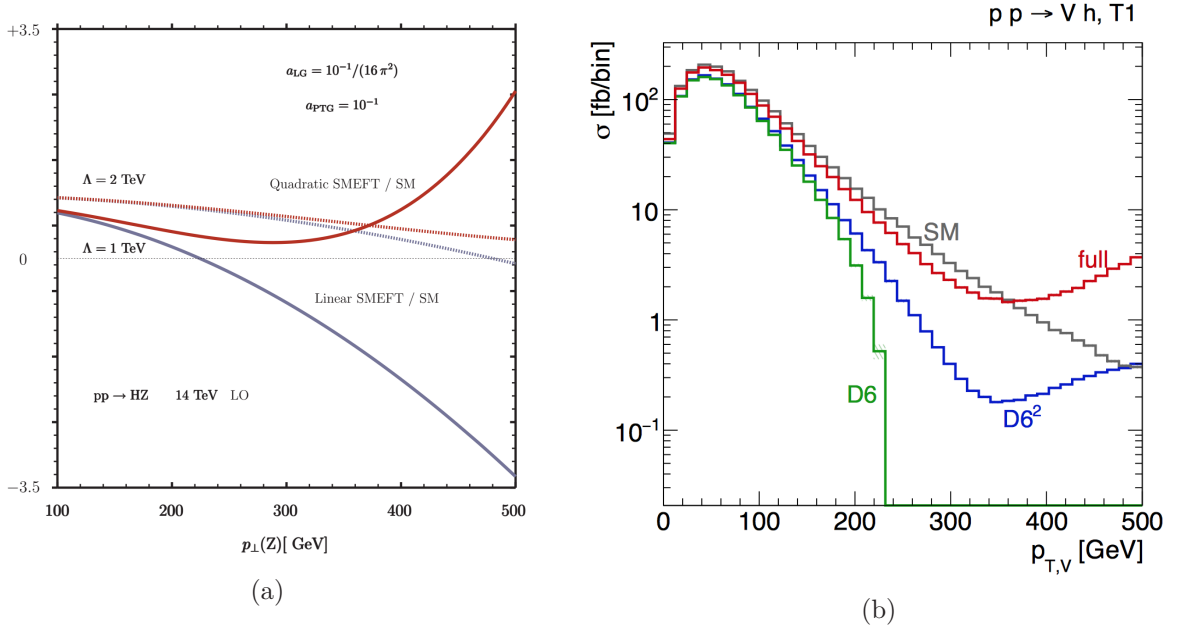 +3.5
a_LG = 10^−1/(16 π^2)
a_PTG = 10^−1
Λ = 2 TeV
Quadratic SMEFT / SM
Λ = 1 TeV
0
Linear SMEFT / SM
pp → HZ 14 TeV LO
−3.5
100 200 300 400 500
p⊥(Z)[ GeV]
(a)
p p → V h, T1
σ [fb/bin]
10^2
10
1
10^−1
SM
full
D6
D6^2
0 100 200 300 400 500
p_T,V [GeV]
(b)